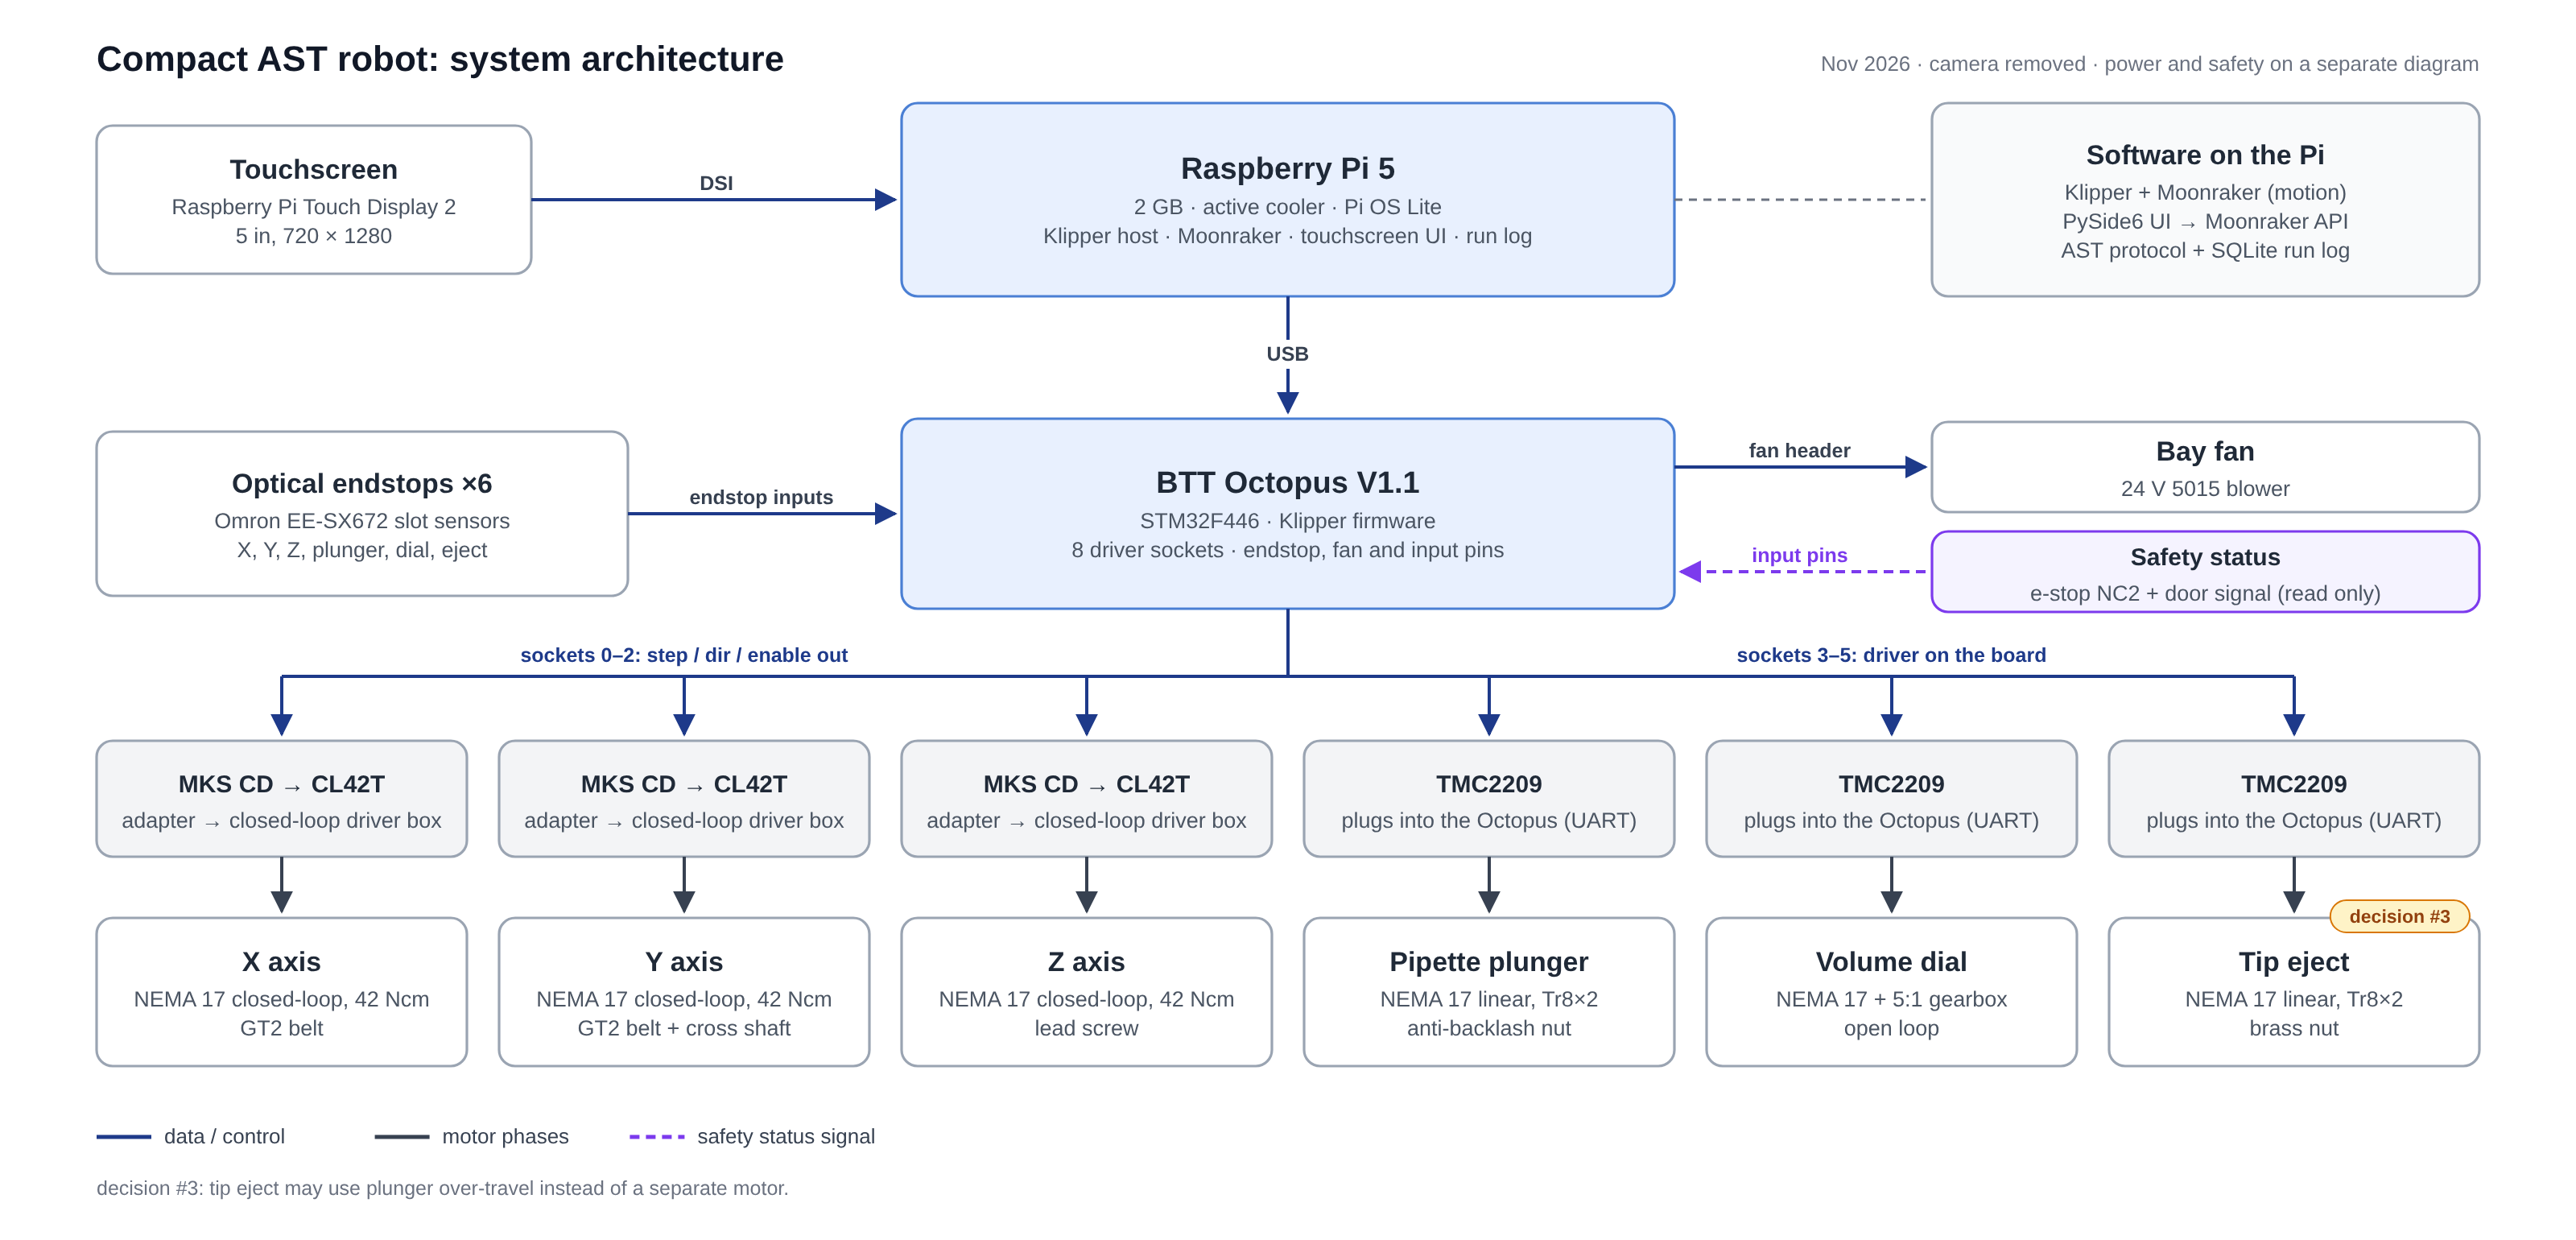 Compact AST robot: system architecture
Nov 2026 · camera removed · power and safety on a separate diagram
Touchscreen
Raspberry Pi Touch Display 2
5 in, 720 × 1280
DSI
Raspberry Pi 5
2 GB · active cooler · Pi OS Lite
Klipper host · Moonraker · touchscreen UI · run log
Software on the Pi
Klipper + Moonraker (motion)
PySide6 UI → Moonraker API
AST protocol + SQLite run log
USB
Optical endstops ×6
Omron EE-SX672 slot sensors
X, Y, Z, plunger, dial, eject
endstop inputs
BTT Octopus V1.1
STM32F446 · Klipper firmware
8 driver sockets · endstop, fan and input pins
fan header
Bay fan
24 V 5015 blower
input pins
Safety status
e-stop NC2 + door signal (read only)
sockets 0–2: step / dir / enable out
sockets 3–5: driver on the board
MKS CD → CL42T
adapter → closed-loop driver box
MKS CD → CL42T
adapter → closed-loop driver box
MKS CD → CL42T
adapter → closed-loop driver box
TMC2209
plugs into the Octopus (UART)
TMC2209
plugs into the Octopus (UART)
TMC2209
plugs into the Octopus (UART)
X axis
NEMA 17 closed-loop, 42 Ncm
GT2 belt
Y axis
NEMA 17 closed-loop, 42 Ncm
GT2 belt + cross shaft
Z axis
NEMA 17 closed-loop, 42 Ncm
lead screw
Pipette plunger
NEMA 17 linear, Tr8×2
anti-backlash nut
Volume dial
NEMA 17 + 5:1 gearbox
open loop
decision #3
Tip eject
NEMA 17 linear, Tr8×2
brass nut
data / control
motor phases
safety status signal
decision #3: tip eject may use plunger over-travel instead of a separate motor.